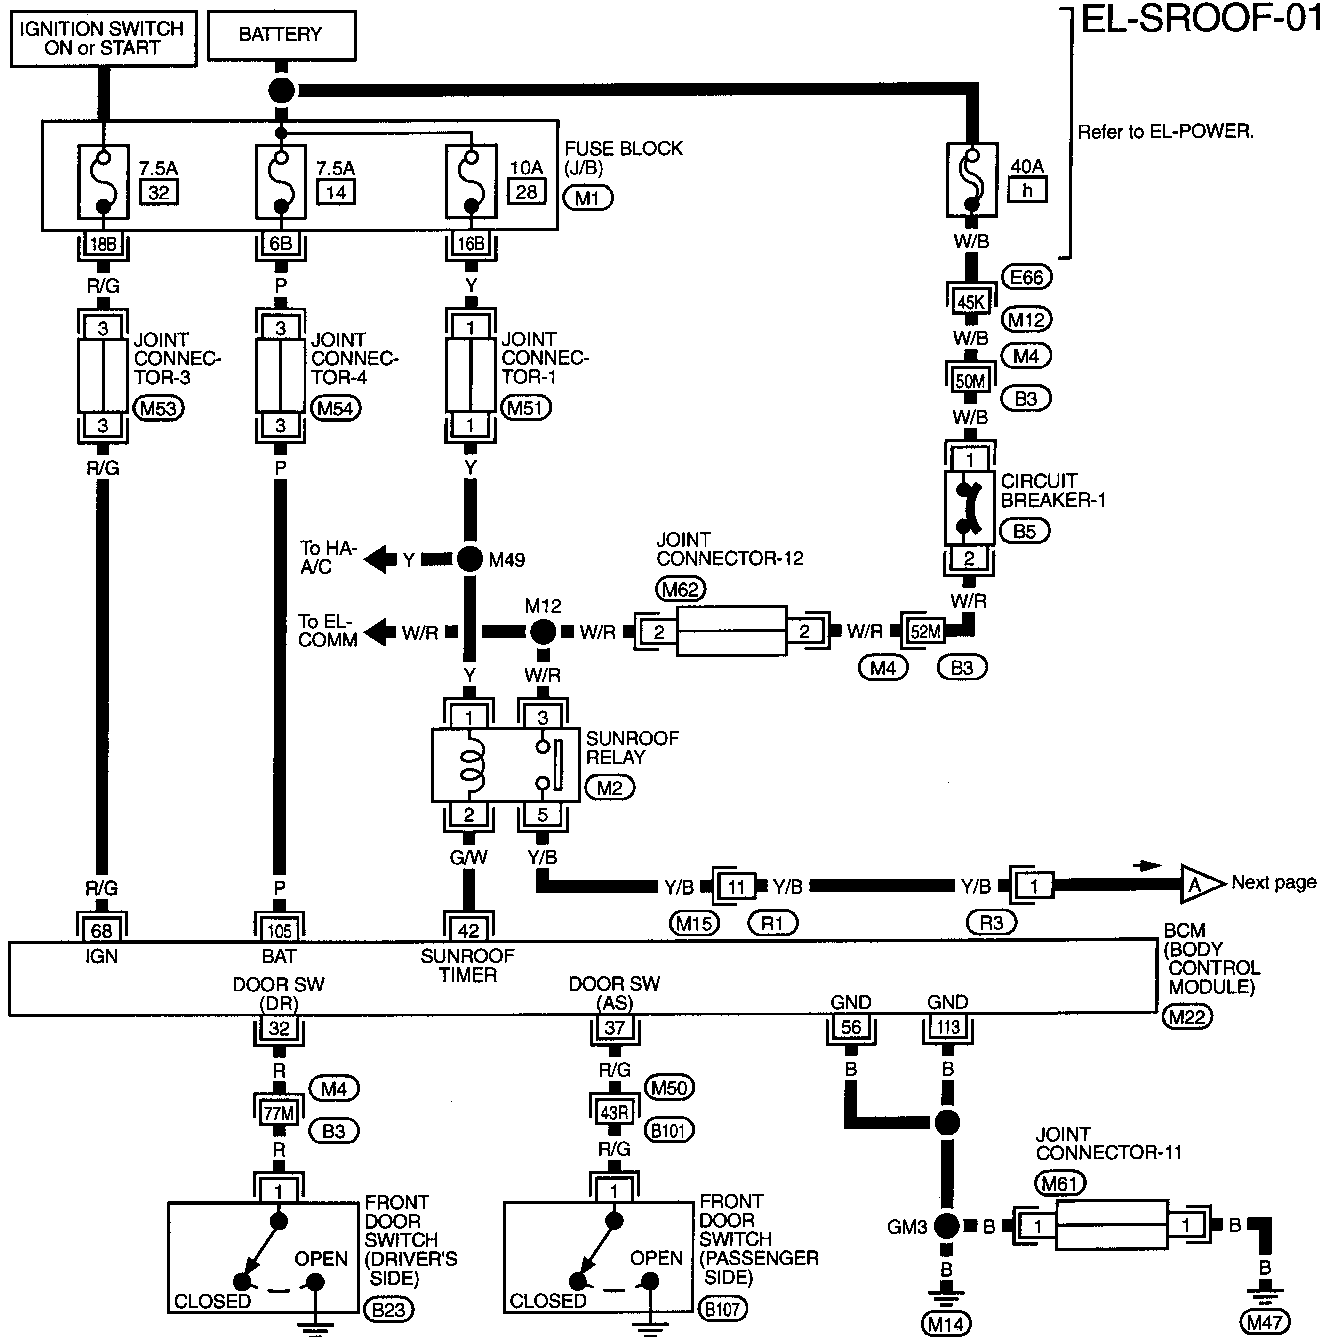 EL-SROOF-01
IGNITION SWITCH
ON or START
BATTERY
Refer to EL-POWER.
7.5A
32
7.5A
14
10A
28
FUSE BLOCK
(J/B)
M1
40A
h
18B
6B
16B
W/B
R/G
P
Y
E66
45K
M12
3
3
1
W/B
JOINT
CONNEC-
TOR-3
M53
JOINT
CONNEC-
TOR-4
M54
JOINT
CONNEC-
TOR-1
M51
M4
50M
B3
3
3
1
W/B
R/G
P
Y
1
CIRCUIT
BREAKER-1
B5
2
To HA-
A/C
Y
M49
JOINT
CONNECTOR-12
M62
W/R
To EL-
COMM
W/R
M12
W/R
2
2
W/R
52M
M4
B3
Y
W/R
1
3
SUNROOF
RELAY
M2
2
5
G/W
Y/B
R/G
P
Y/B
11
Y/B
Y/B
1
A
Next page
M15
R1
R3
68
105
42
BCM
(BODY
CONTROL
MODULE)
M22
IGN
BAT
SUNROOF
TIMER
DOOR SW
(DR)
DOOR SW
(AS)
GND
GND
32
37
56
113
R
R/G
B
B
M4
77M
B3
M50
43R
B101
R
R/G
1
1
FRONT
DOOR
SWITCH
(DRIVER'S
SIDE)
B23
OPEN
CLOSED
FRONT
DOOR
SWITCH
(PASSENGER
SIDE)
B107
OPEN
CLOSED
JOINT
CONNECTOR-11
M61
GM3
B
1
1
B
B
B
M14
M47